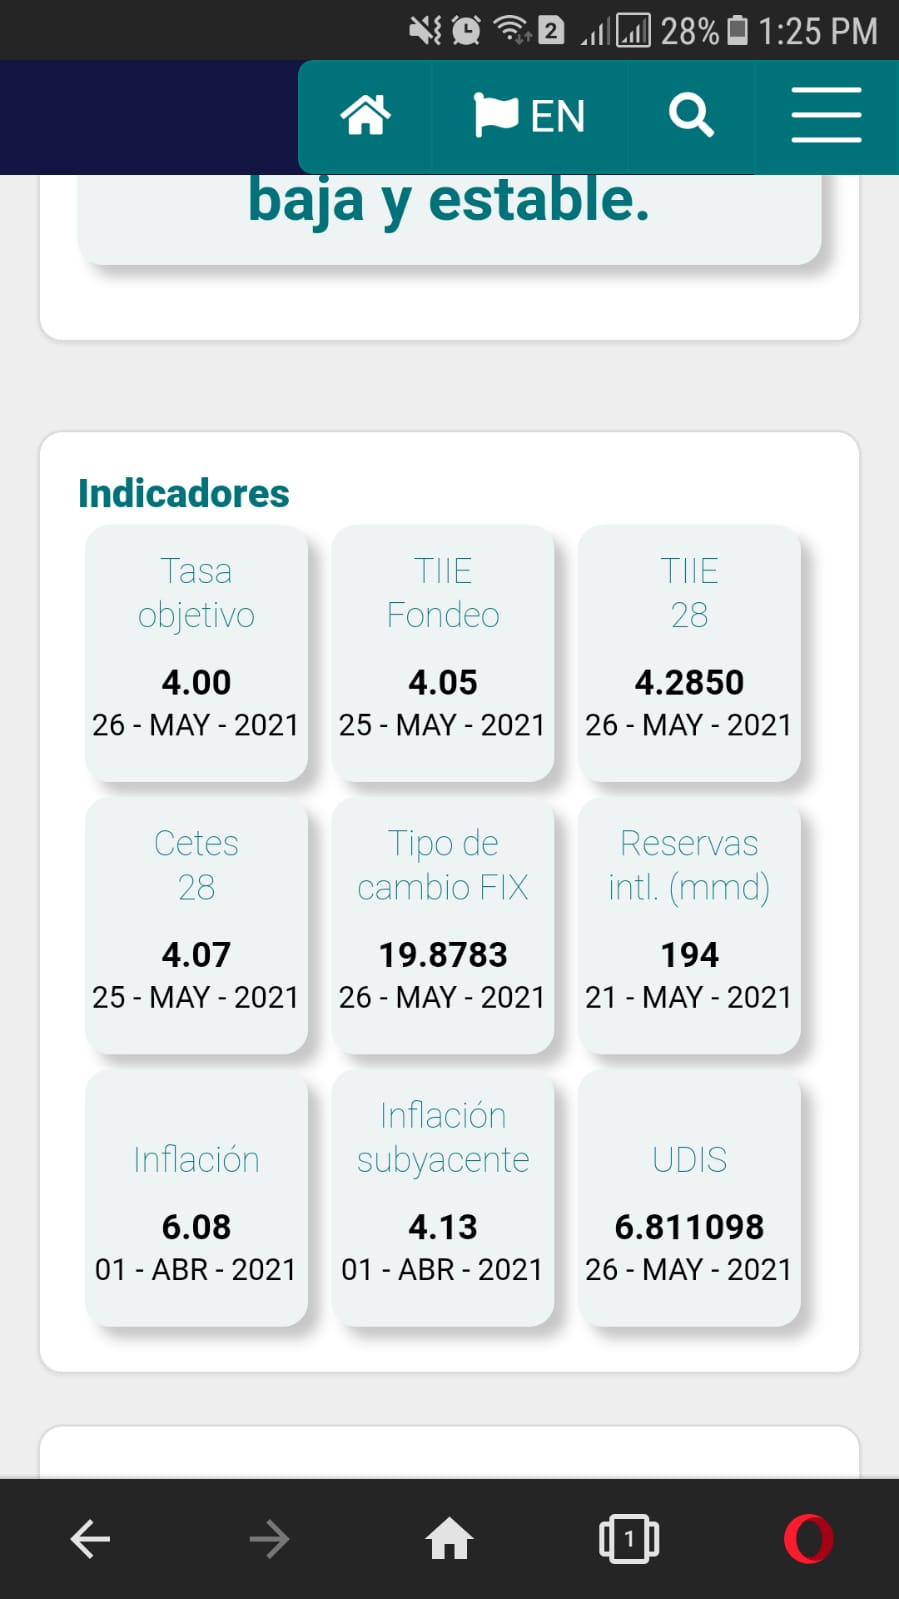 2 28% 1:25 PM
EN
baja y estable.
Indicadores
Tasa
objetivo
4.00
26 - MAY - 2021
TIIE
Fondeo
4.05
25 - MAY - 2021
TIIE
28
4.2850
26 - MAY - 2021
Cetes
28
4.07
25 - MAY - 2021
Tipo de
cambio FIX
19.8783
26 - MAY - 2021
Reservas
intl. (mmd)
194
21 - MAY - 2021
Inflación
6.08
01 - ABR - 2021
Inflación
subyacente
4.13
01 - ABR - 2021
UDIS
6.811098
26 - MAY - 2021
1